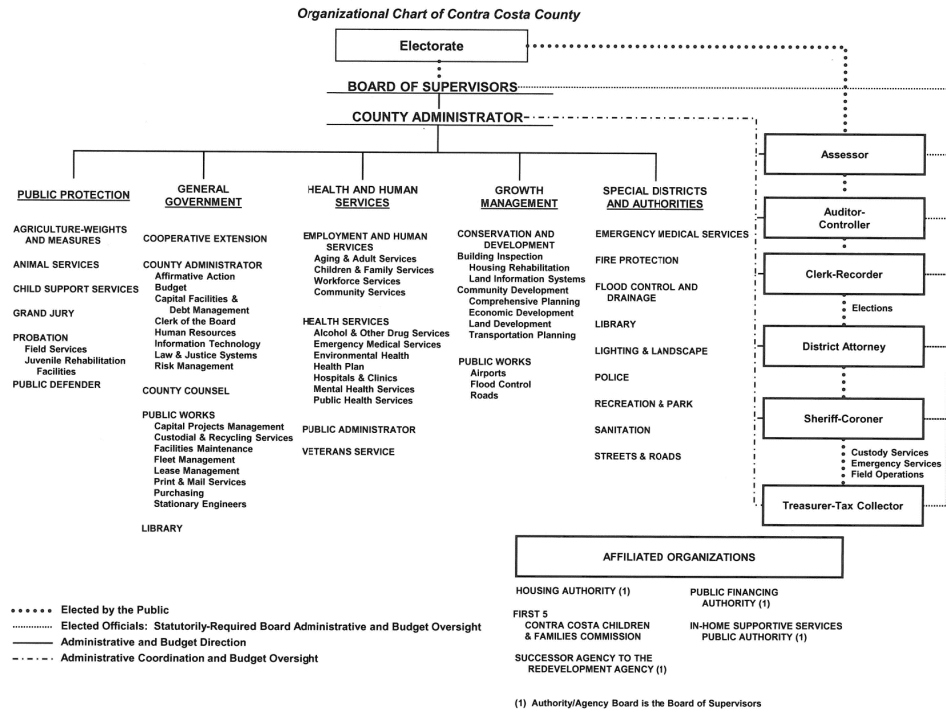 Organizational Chart of Contra Costa County
Electorate
BOARD OF SUPERVISORS
COUNTY ADMINISTRATOR
PUBLIC PROTECTION
AGRICULTURE-WEIGHTS
AND MEASURES
ANIMAL SERVICES
CHILD SUPPORT SERVICES
GRAND JURY
PROBATION
Field Services
Juvenile Rehabilitation
Facilities
PUBLIC DEFENDER
GENERAL
GOVERNMENT
COOPERATIVE EXTENSION
COUNTY ADMINISTRATOR
Affirmative Action
Budget
Capital Facilities &
Debt Management
Clerk of the Board
Human Resources
Information Technology
Law & Justice Systems
Risk Management
COUNTY COUNSEL
PUBLIC WORKS
Capital Projects Management
Custodial & Recycling Services
Facilities Maintenance
Fleet Management
Lease Management
Print & Mail Services
Purchasing
Stationary Engineers
LIBRARY
HEALTH AND HUMAN
SERVICES
EMPLOYMENT AND HUMAN
SERVICES
Aging & Adult Services
Children & Family Services
Workforce Services
Community Services
HEALTH SERVICES
Alcohol & Other Drug Services
Emergency Medical Services
Environmental Health
Health Plan
Hospitals & Clinics
Mental Health Services
Public Health Services
PUBLIC ADMINISTRATOR
VETERANS SERVICE
GROWTH
MANAGEMENT
CONSERVATION AND
DEVELOPMENT
Building Inspection
Housing Rehabilitation
Land Information Systems
Community Development
Comprehensive Planning
Economic Development
Land Development
Transportation Planning
PUBLIC WORKS
Airports
Flood Control
Roads
SPECIAL DISTRICTS
AND AUTHORITIES
EMERGENCY MEDICAL SERVICES
FIRE PROTECTION
FLOOD CONTROL AND
DRAINAGE
LIBRARY
LIGHTING & LANDSCAPE
POLICE
RECREATION & PARK
SANITATION
STREETS & ROADS
Assessor
Auditor-
Controller
Clerk-Recorder
Elections
District Attorney
Sheriff-Coroner
Custody Services
Emergency Services
Field Operations
Treasurer-Tax Collector
AFFILIATED ORGANIZATIONS
HOUSING AUTHORITY (1)
FIRST 5
CONTRA COSTA CHILDREN
& FAMILIES COMMISSION
SUCCESSOR AGENCY TO THE
REDEVELOPMENT AGENCY (1)
PUBLIC FINANCING
AUTHORITY (1)
IN-HOME SUPPORTIVE SERVICES
PUBLIC AUTHORITY (1)
(1) Authority/Agency Board is the Board of Supervisors
Elected by the Public
Elected Officials: Statutorily-Required Board Administrative and Budget Oversight
Administrative and Budget Direction
Administrative Coordination and Budget Oversight